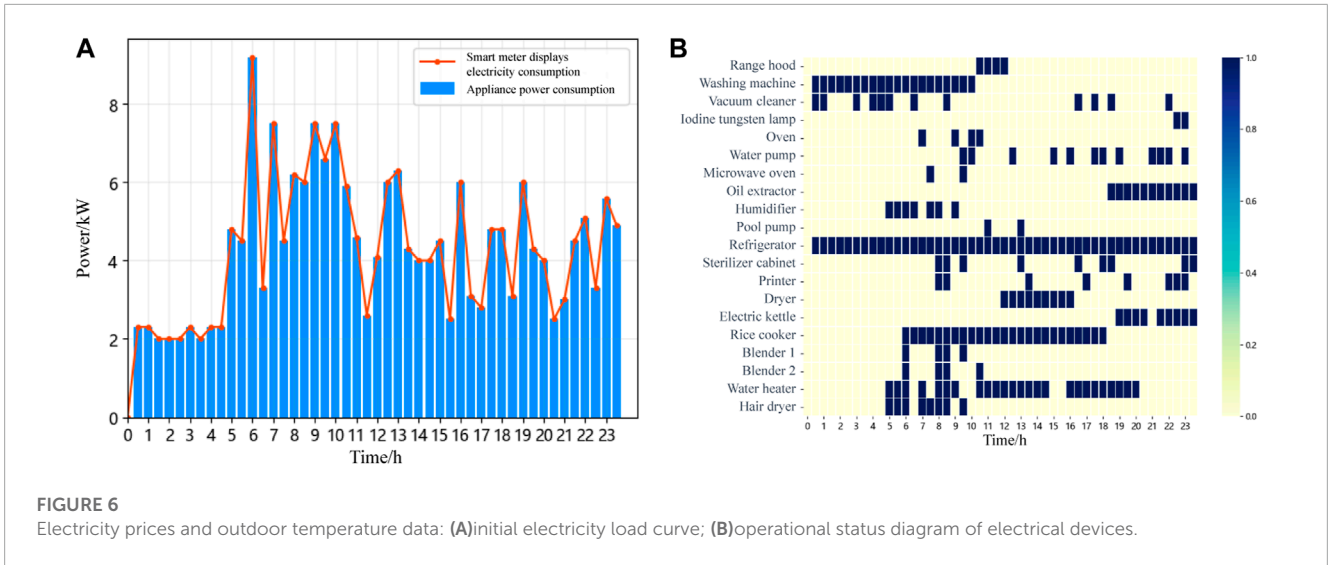 A
Smart meter displays
electricity consumption
Appliance power consumption
Power/kW
8
6
4
2
0
0 1 2 3 4 5 6 7 8 9 10 11 12 13 14 15 16 17 18 19 20 21 22 23
Time/h
B
Range hood
Washing machine
Vacuum cleaner
Iodine tungsten lamp
Oven
Water pump
Microwave oven
Oil extractor
Humidifier
Pool pump
Refrigerator
Sterilizer cabinet
Printer
Dryer
Electric kettle
Rice cooker
Blender 1
Blender 2
Water heater
Hair dryer
0 1 2 3 4 5 6 7 8 9 10 11 12 13 14 15 16 17 18 19 20 21 22 23
Time/h
1.0
0.8
0.6
0.4
0.2
0.0
FIGURE 6
Electricity prices and outdoor temperature data: (A)initial electricity load curve; (B)operational status diagram of electrical devices.